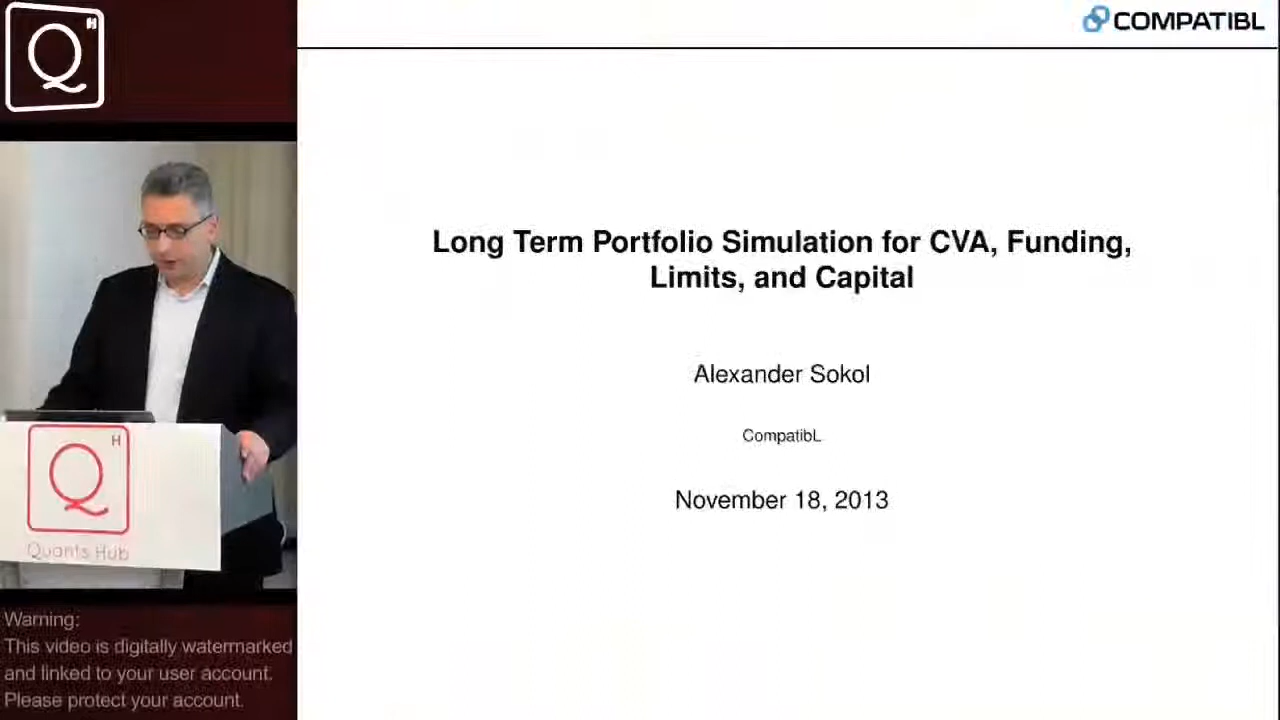 Q H
COMPATIBL
Long Term Portfolio Simulation for CVA, Funding,
Limits, and Capital
Alexander Sokol
CompatibL
November 18, 2013
Q H
Quants Hub
Warning:
This video is digitally watermarked
and linked to your user account.
Please protect your account.